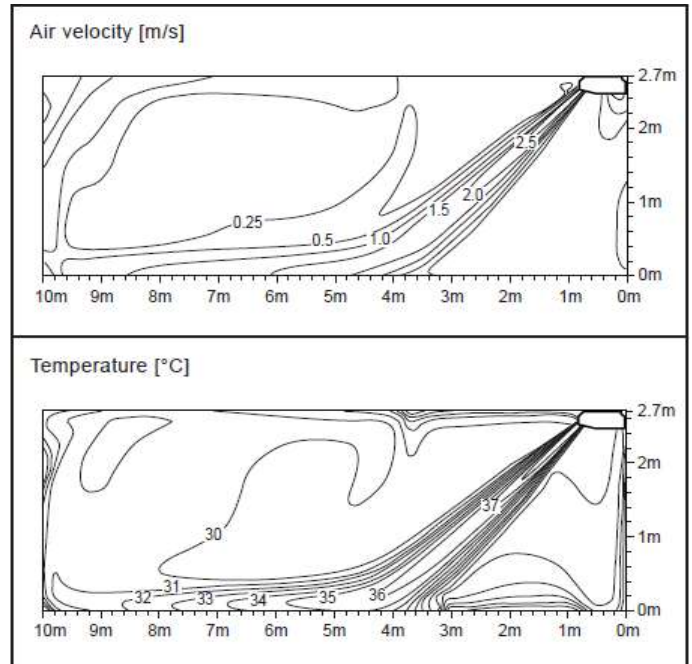 Air velocity [m/s]
2.7m
2m
2.5
2.0
1m
1.5
0.25
0.5
1.0
0m
10m 9m 8m 7m 6m 5m 4m 3m 2m 1m 0m
Temperature [°C]
2.7m
2m
37
30
1m
31
32 33 34 35 36
0m
10m 9m 8m 7m 6m 5m 4m 3m 2m 1m 0m